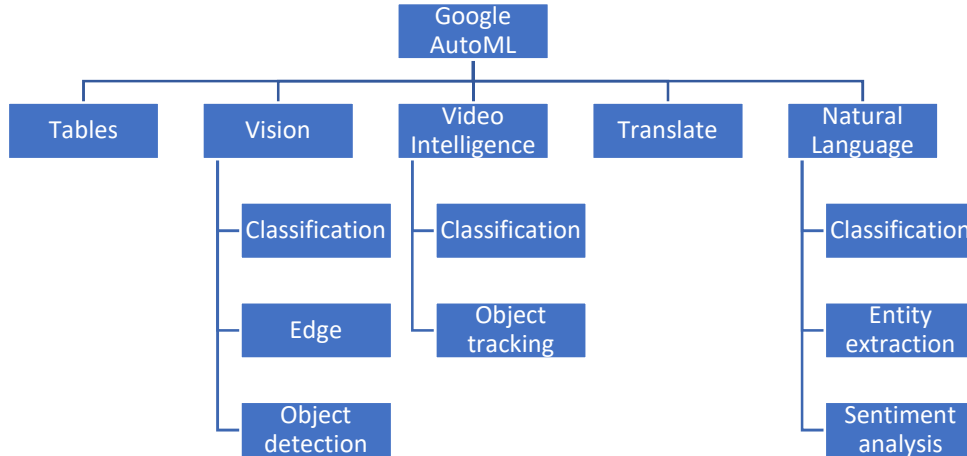 Google
AutoML
Tables
Vision
Video
Intelligence
Translate
Natural
Language
Classification
Classification
Classification
Edge
Object
tracking
Entity
extraction
Object
detection
Sentiment
analysis